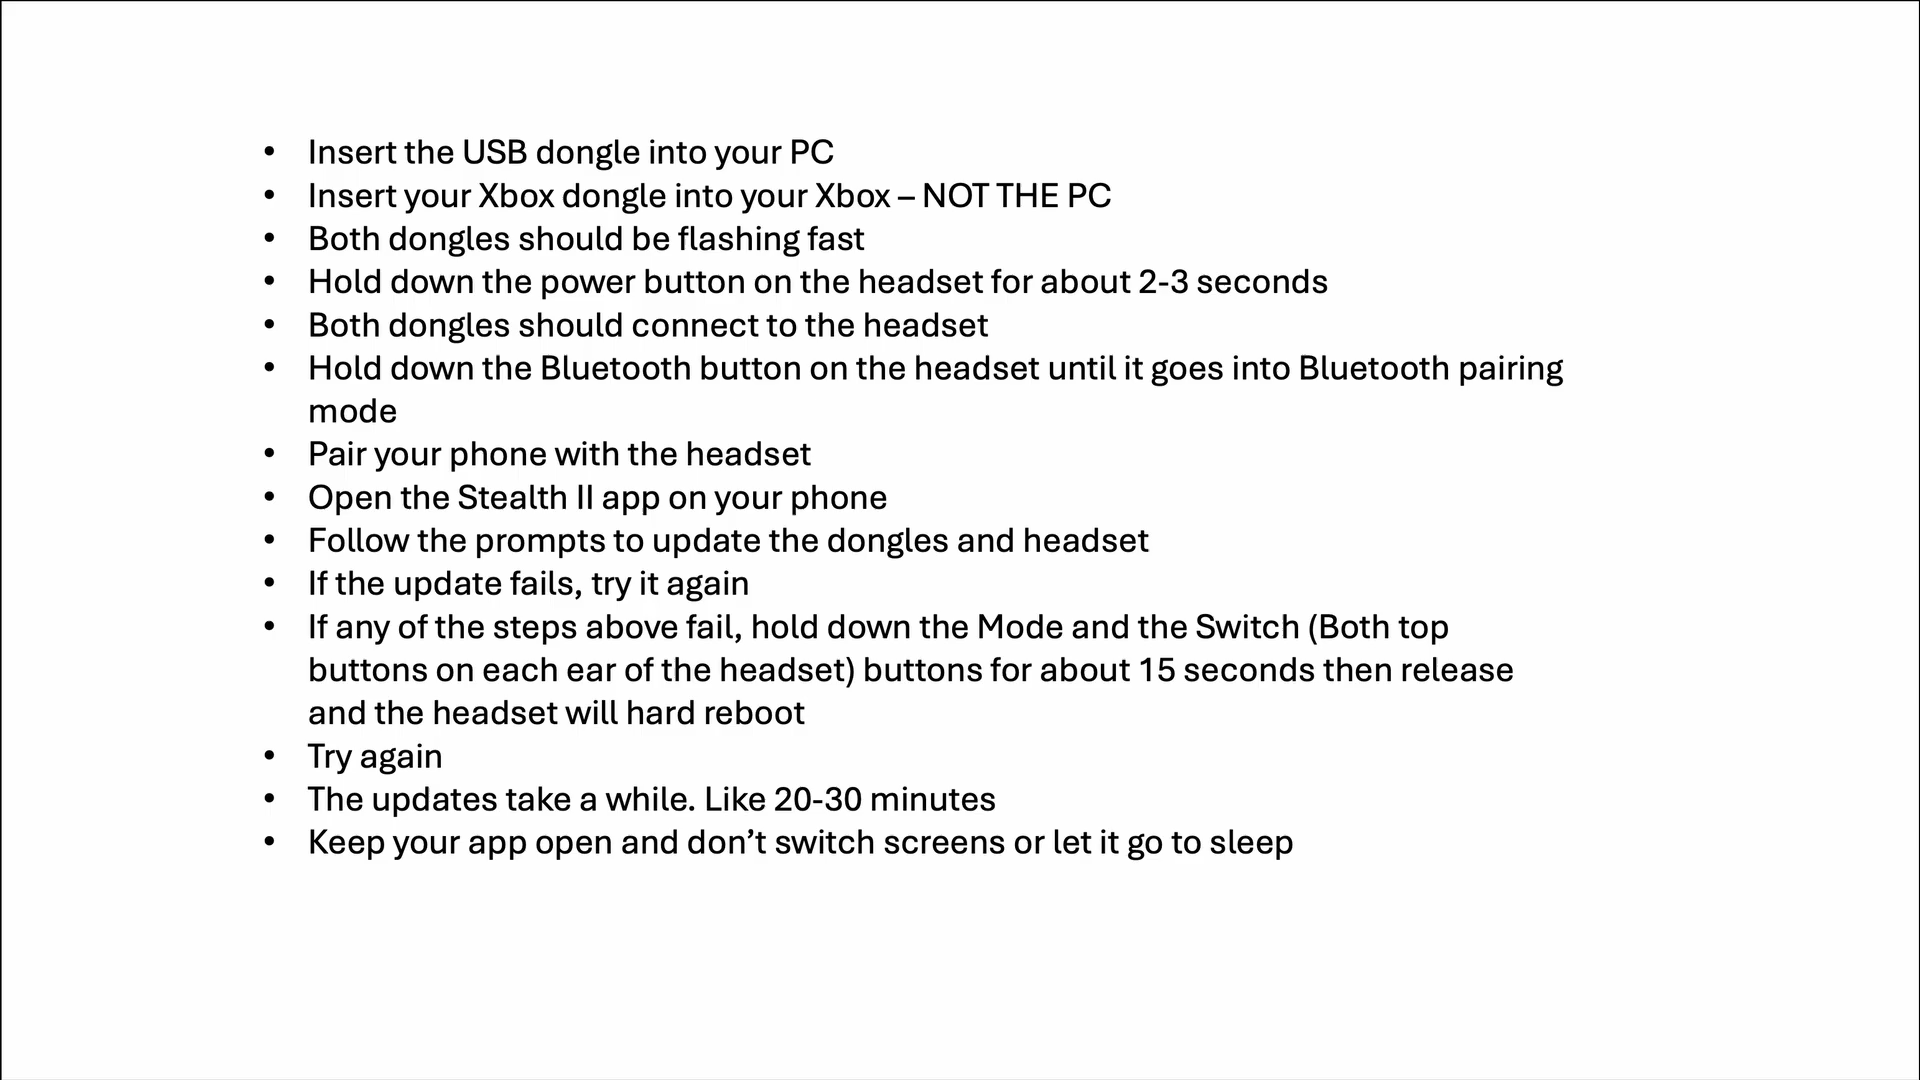 • Insert the USB dongle into your PC
• Insert your Xbox dongle into your Xbox – NOT THE PC
• Both dongles should be flashing fast
• Hold down the power button on the headset for about 2-3 seconds
• Both dongles should connect to the headset
• Hold down the Bluetooth button on the headset until it goes into Bluetooth pairing
mode
• Pair your phone with the headset
• Open the Stealth II app on your phone
• Follow the prompts to update the dongles and headset
• If the update fails, try it again
• If any of the steps above fail, hold down the Mode and the Switch (Both top
buttons on each ear of the headset) buttons for about 15 seconds then release
and the headset will hard reboot
• Try again
• The updates take a while. Like 20-30 minutes
• Keep your app open and don’t switch screens or let it go to sleep